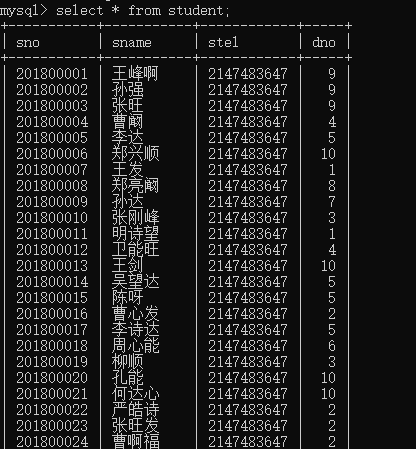 mysql> select * from student;
+-----------+-----------+------------+-----+
| sno | sname | stel | dno |
+-----------+-----------+------------+-----+
| 201800001 | 王峰啊 | 2147483647 | 9 |
| 201800002 | 孙强 | 2147483647 | 9 |
| 201800003 | 张旺 | 2147483647 | 9 |
| 201800004 | 曹阚 | 2147483647 | 4 |
| 201800005 | 李达 | 2147483647 | 5 |
| 201800006 | 郑兴顺 | 2147483647 | 10 |
| 201800007 | 王发 | 2147483647 | 1 |
| 201800008 | 郑亮阚 | 2147483647 | 8 |
| 201800009 | 孙达 | 2147483647 | 7 |
| 201800010 | 张刚峰 | 2147483647 | 3 |
| 201800011 | 明诗望 | 2147483647 | 1 |
| 201800012 | 卫能旺 | 2147483647 | 4 |
| 201800013 | 王剑 | 2147483647 | 10 |
| 201800014 | 吴望达 | 2147483647 | 5 |
| 201800015 | 陈呀 | 2147483647 | 5 |
| 201800016 | 曹心发 | 2147483647 | 2 |
| 201800017 | 李诗达 | 2147483647 | 5 |
| 201800018 | 周心能 | 2147483647 | 6 |
| 201800019 | 柳顺 | 2147483647 | 3 |
| 201800020 | 孔能 | 2147483647 | 10 |
| 201800021 | 何达心 | 2147483647 | 10 |
| 201800022 | 严皓诗 | 2147483647 | 2 |
| 201800023 | 张旺发 | 2147483647 | 2 |
| 201800024 | 曹啊福 | 2147483647 | 2 |